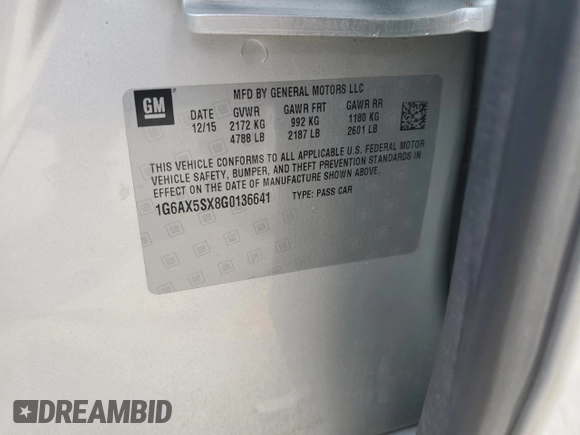 GM
MFD BY GENERAL MOTORS LLC
DATE GVWR GAWR FRT GAWR RR
12/15 2172 KG 992 KG 1180 KG
4788 LB 2187 LB 2601 LB
THIS VEHICLE CONFORMS TO ALL APPLICABLE U.S. FEDERAL MOTOR
VEHICLE SAFETY, BUMPER, AND THEFT PREVENTION STANDARDS IN
EFFECT ON THE DATE OF MANUFACTURE SHOWN ABOVE.
1G6AX5SX8G0136641 TYPE: PASS CAR
DREAMBID